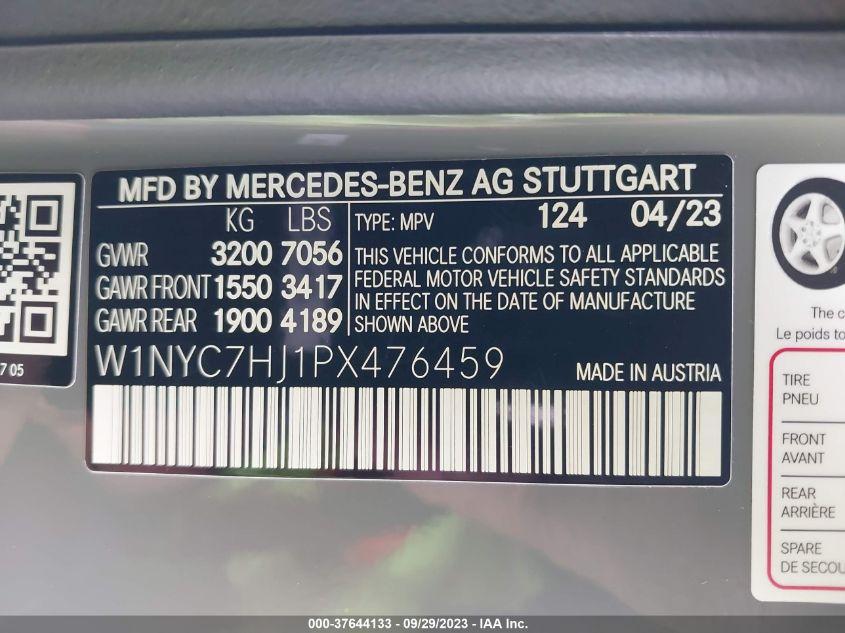 MFD BY MERCEDES-BENZ AG STUTTGART
KG LBS TYPE: MPV 124 04/23
GVWR 3200 7056
GAWR FRONT 1550 3417
GAWR REAR 1900 4189
THIS VEHICLE CONFORMS TO ALL APPLICABLE
FEDERAL MOTOR VEHICLE SAFETY STANDARDS
IN EFFECT ON THE DATE OF MANUFACTURE
SHOWN ABOVE
W1NYC7HJ1PX476459 MADE IN AUSTRIA
7 05
The c
Le poids to
TIRE
PNEU
FRONT
AVANT
REAR
ARRIÈRE
SPARE
DE SECOU
000-37644133 - 09/29/2023 - IAA Inc.